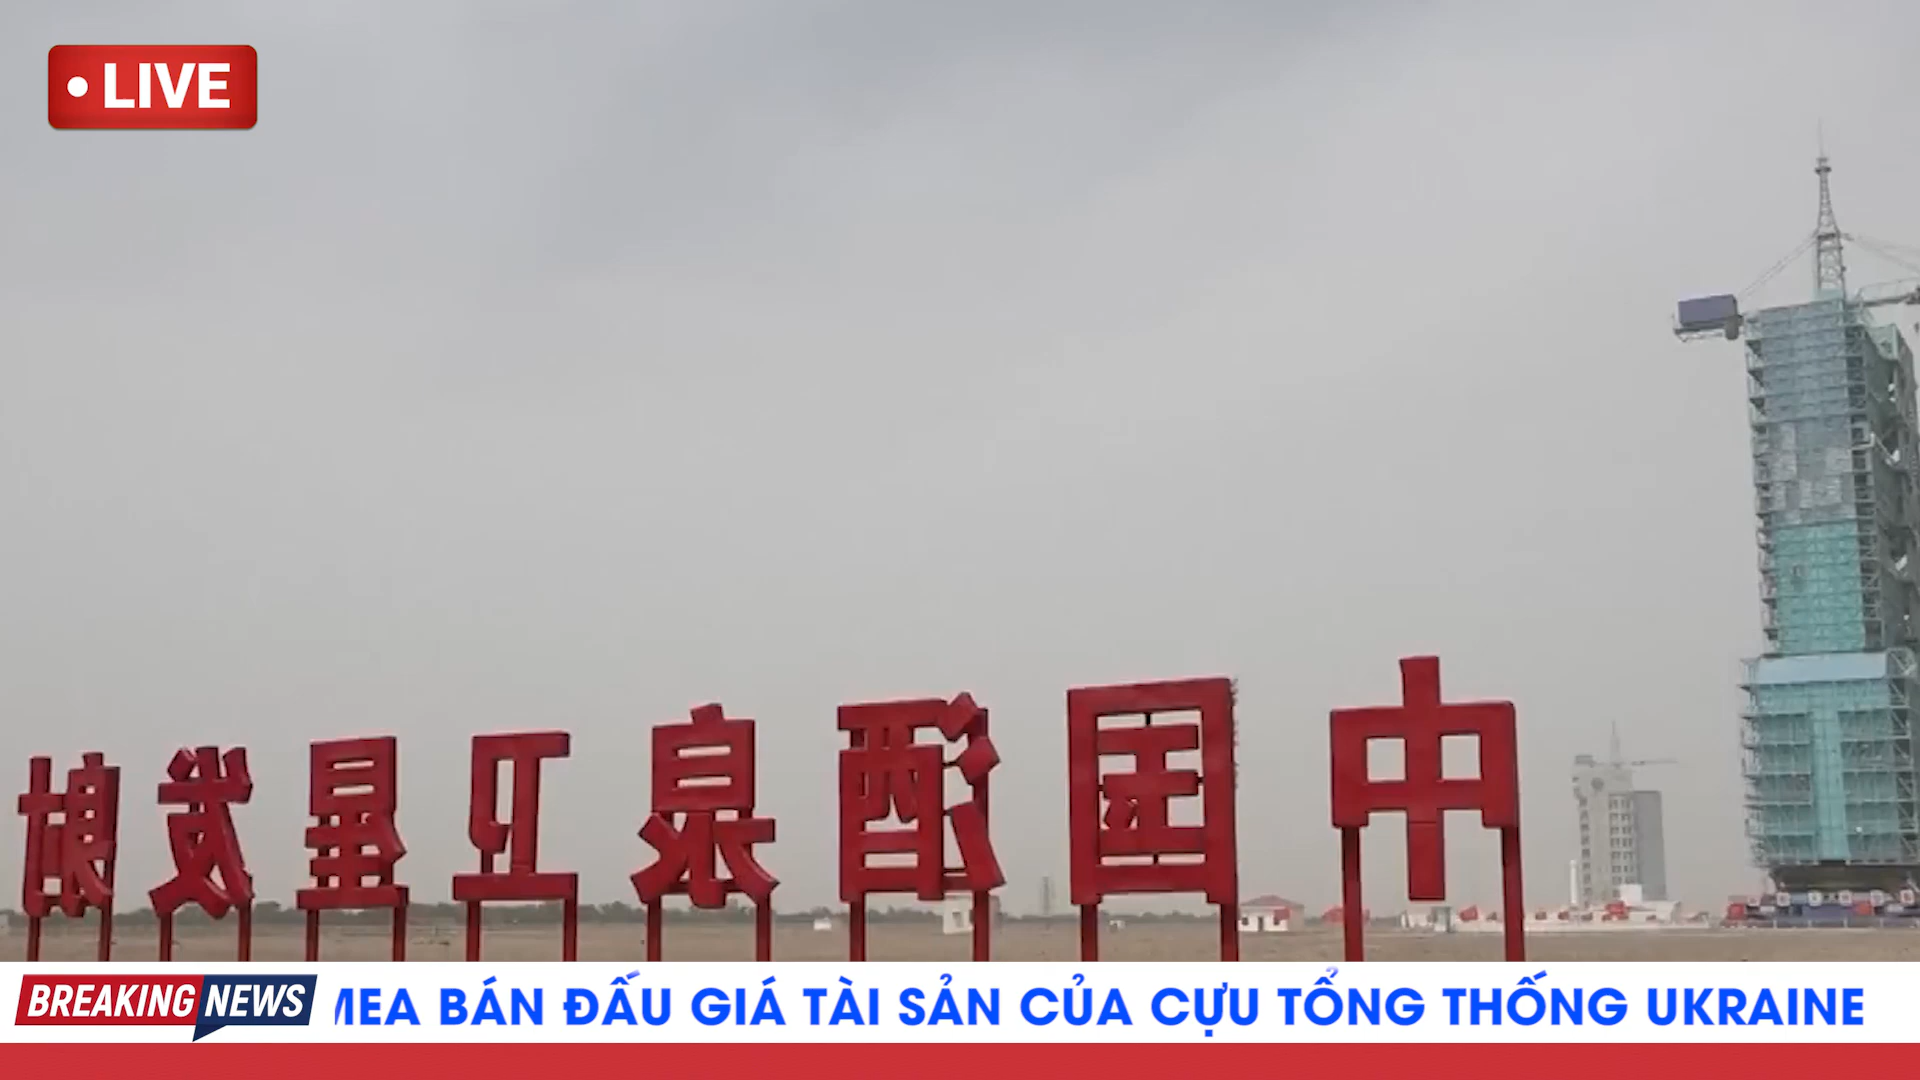 LIVE
中国酒泉卫星发射
BREAKING NEWS
MEA BÁN ĐẤU GIÁ TÀI SẢN CỦA CỰU TỔNG THỐNG UKRAINE